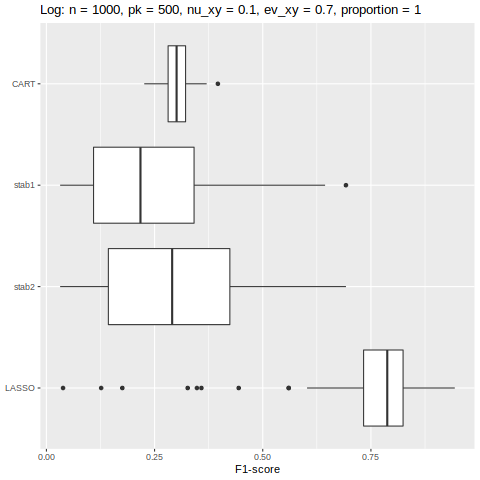 Log: n = 1000, pk = 500, nu_xy = 0.1, ev_xy = 0.7, proportion = 1
CART
stab1
stab2
LASSO
0.00 0.25 0.50 0.75
F1-score